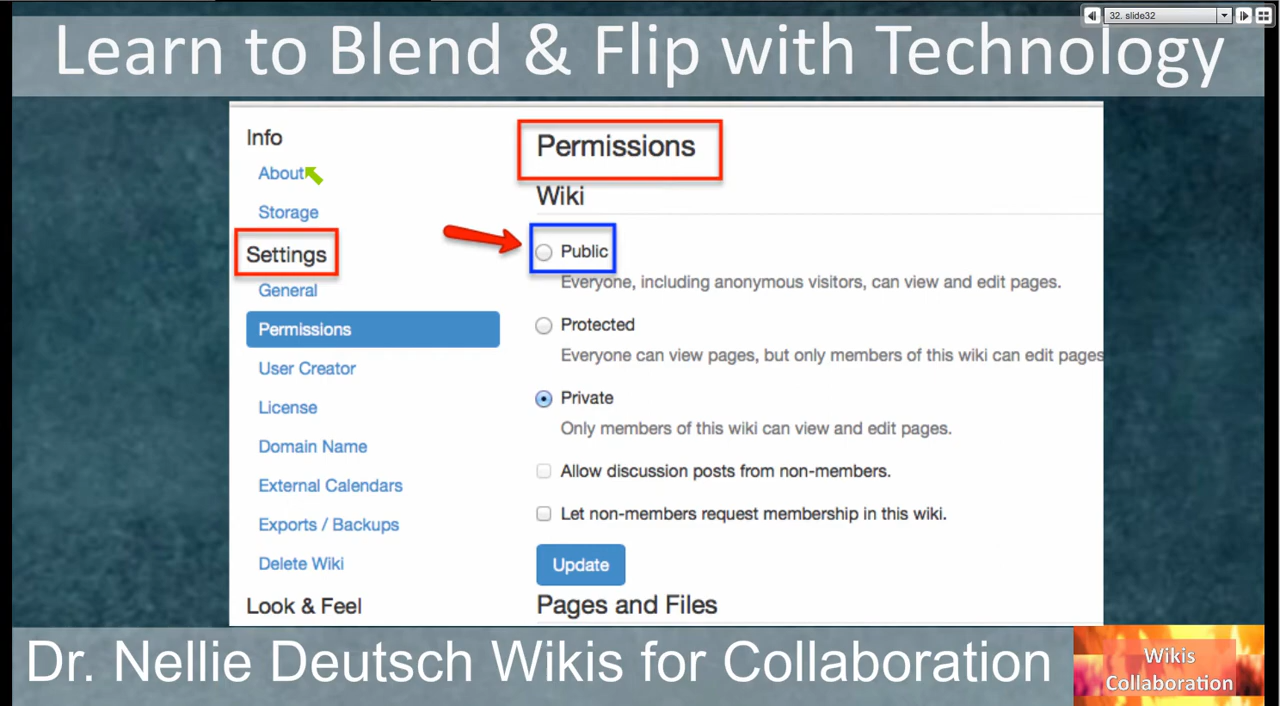 32. slide32
Learn to Blend & Flip with Technology
Info
About
Storage
Settings
General
Permissions
User Creator
License
Domain Name
External Calendars
Exports / Backups
Delete Wiki
Look & Feel
Permissions
Wiki
Public
Everyone, including anonymous visitors, can view and edit pages.
Protected
Everyone can view pages, but only members of this wiki can edit pages
Private
Only members of this wiki can view and edit pages.
Allow discussion posts from non-members.
Let non-members request membership in this wiki.
Update
Pages and Files
Dr. Nellie Deutsch Wikis for Collaboration
Wikis
Collaboration